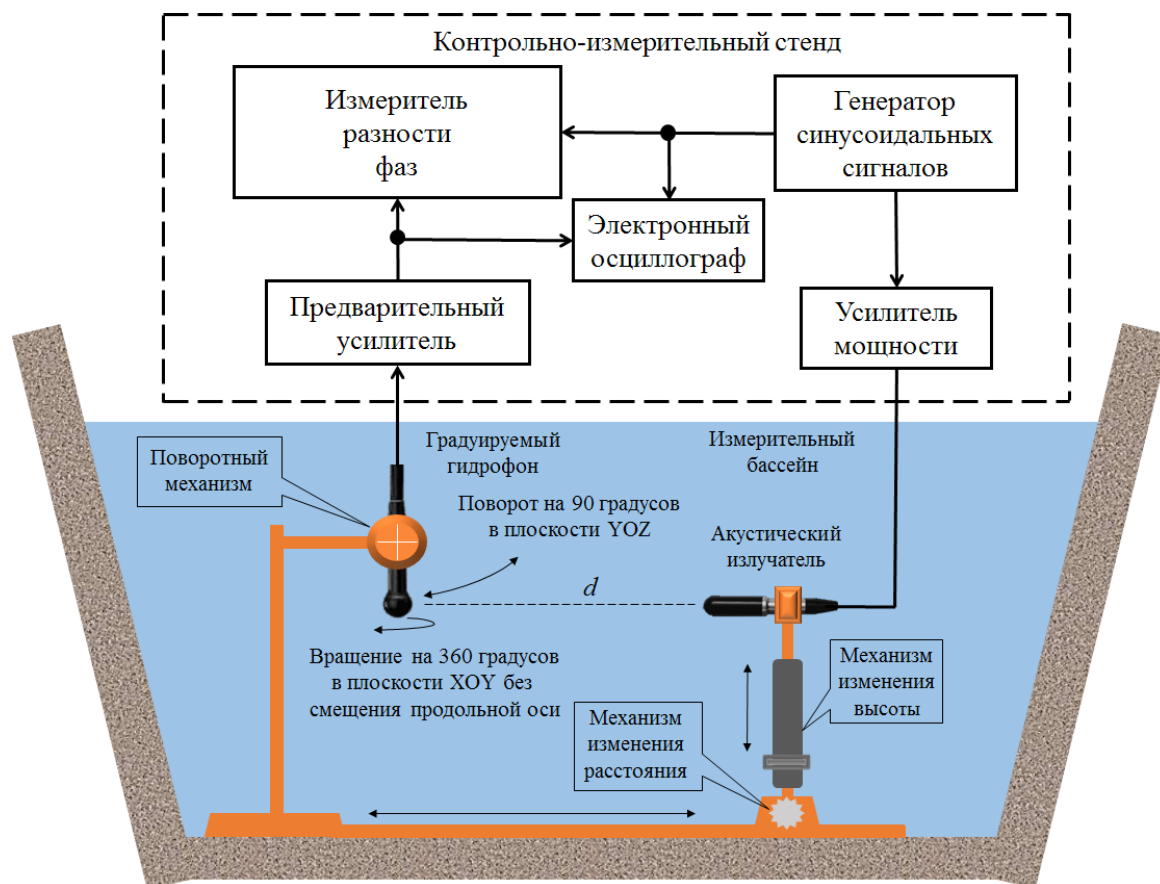 Контрольно-измерительный стенд
Измеритель
разности
фаз
Генератор
синусоидальных
сигналов
Электронный
осциллограф
Предварительный
усилитель
Усилитель
мощности
Градуируемый
гидрофон
Измерительный
бассейн
Поворотный
механизм
Поворот на 90 градусов
в плоскости YOZ
Акустический
излучатель
d
Вращение на 360 градусов
в плоскости XOY без
смещения продольной оси
Механизм
изменения
высоты
Механизм
изменения
расстояния